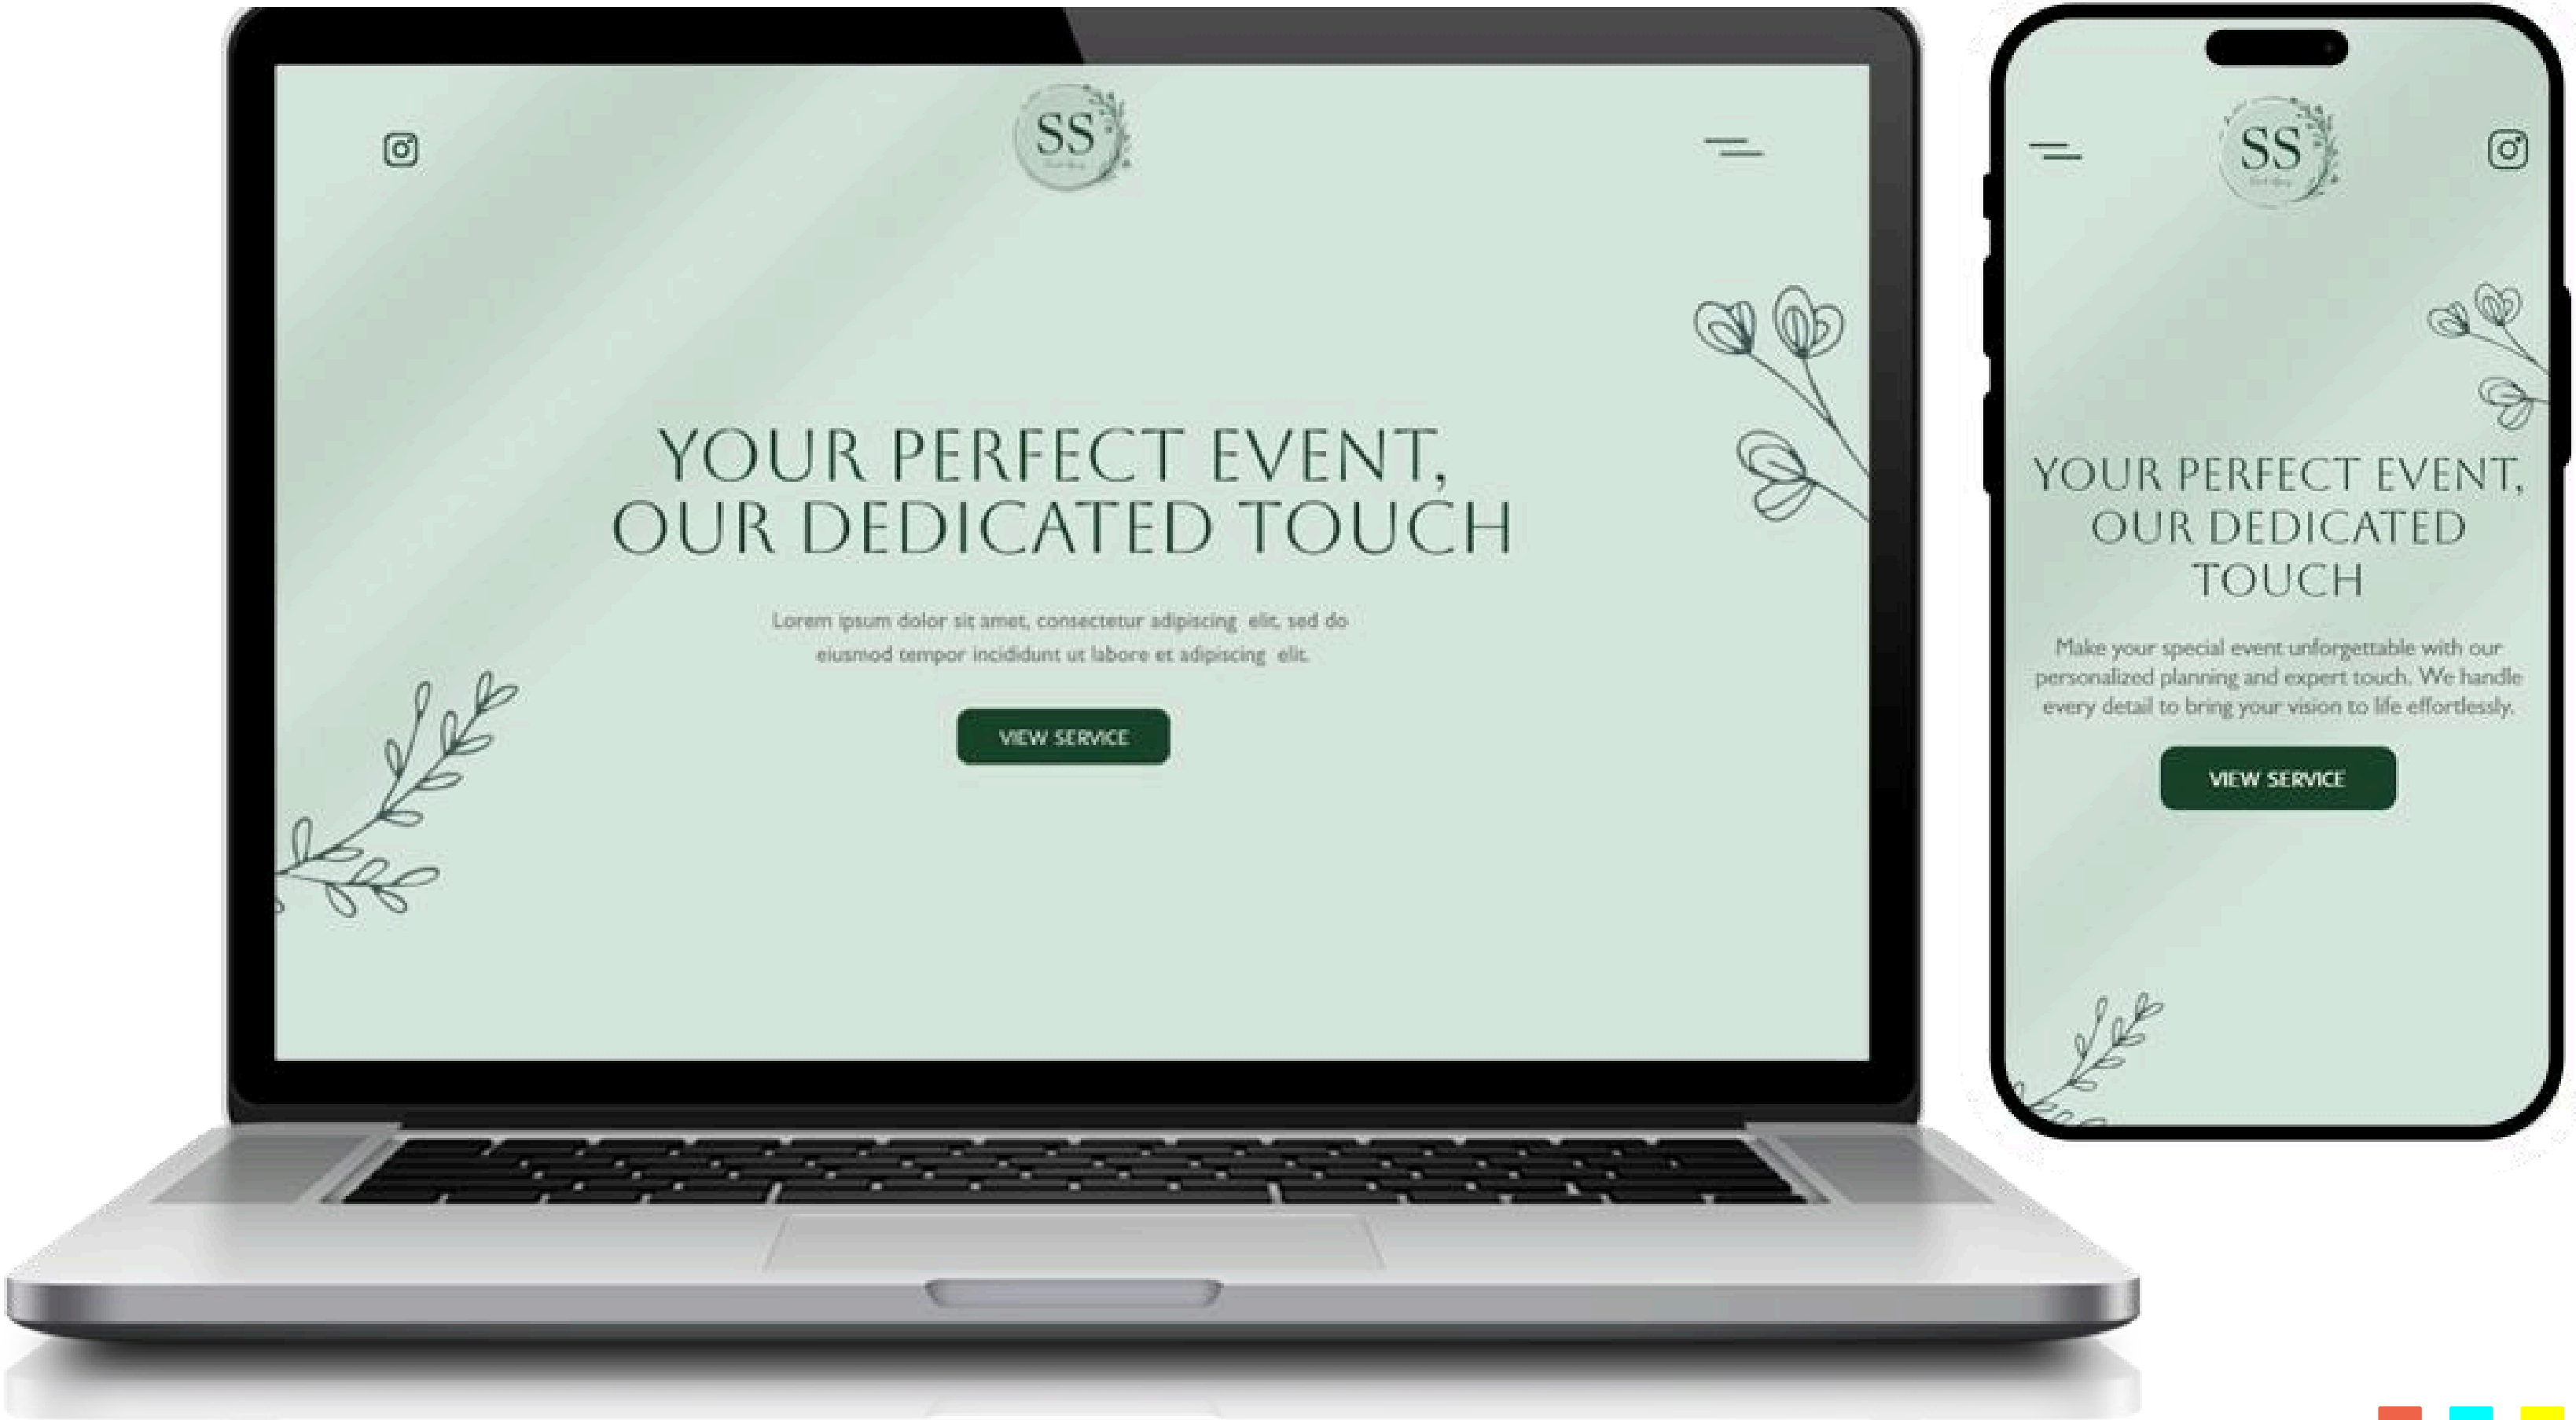 SS
YOUR PERFECT EVENT,
OUR DEDICATED TOUCH
Lorem ipsum dolor sit amet, consectetur adipiscing elit, sed do
eiusmod tempor incididunt ut labore et adipiscing elit.
VIEW SERVICE
SS
YOUR PERFECT EVENT,
OUR DEDICATED
TOUCH
Make your special event unforgettable with our
personalized planning and expert touch. We handle
every detail to bring your vision to life effortlessly.
VIEW SERVICE